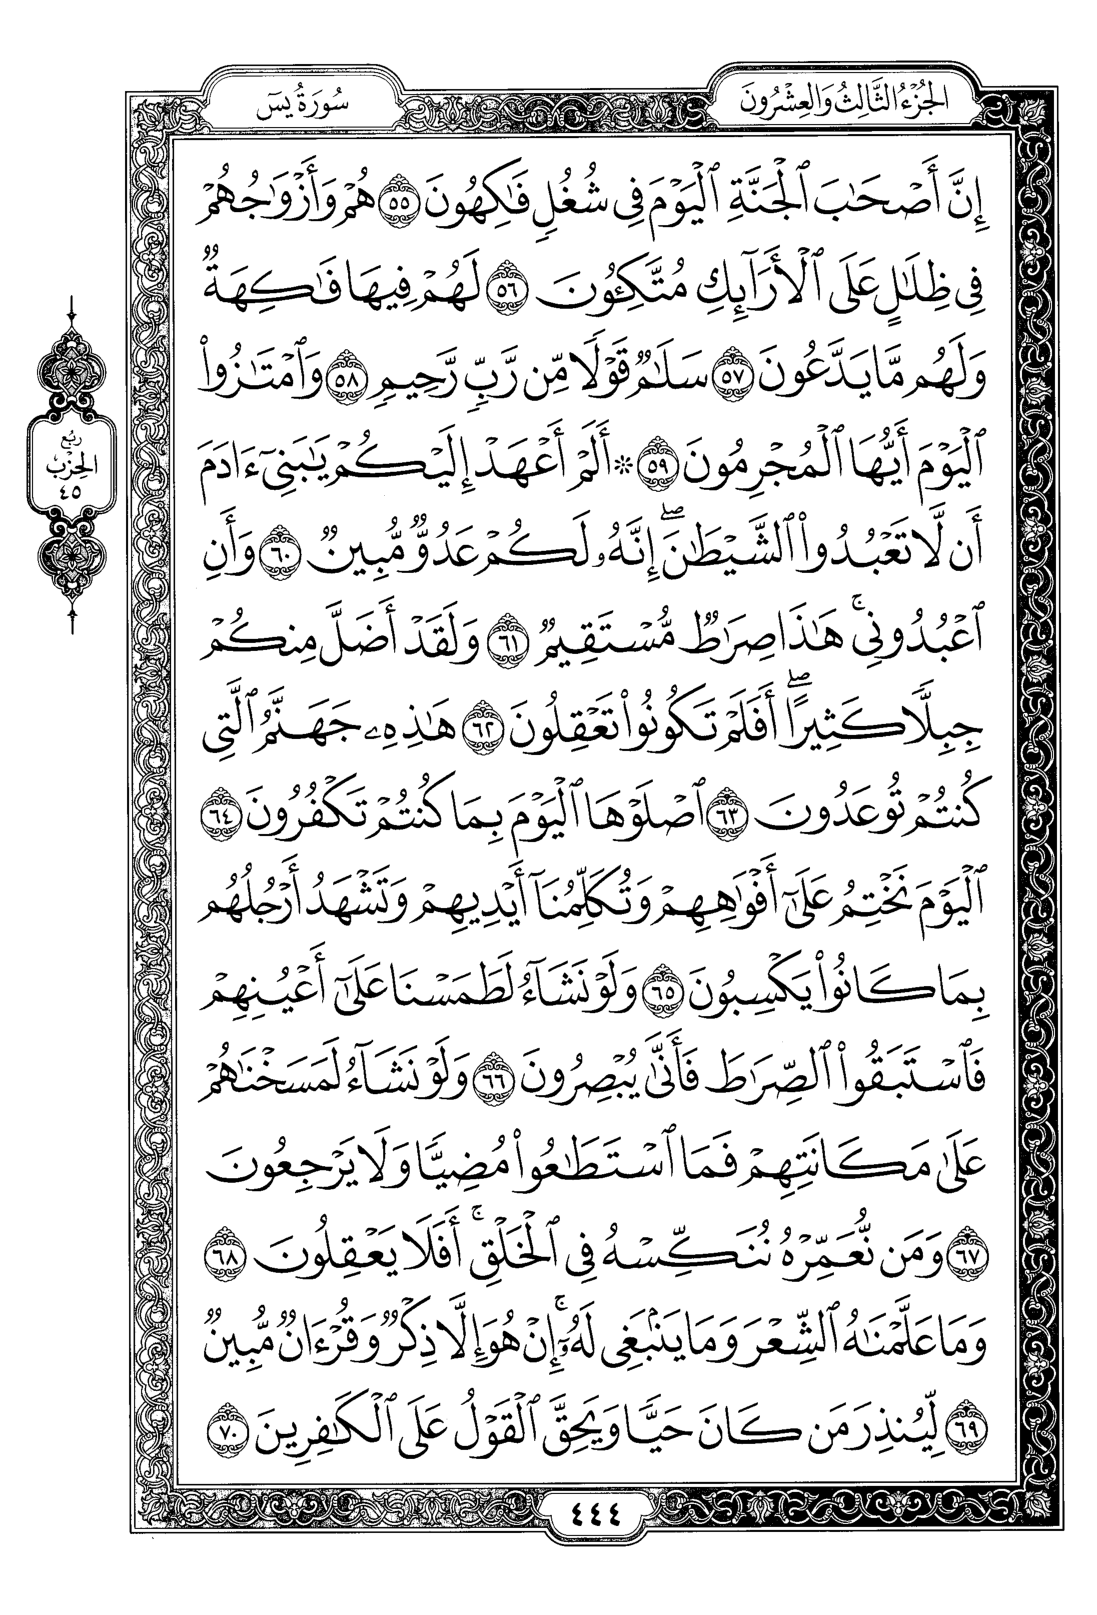 الجُزْءُ الثَّالِثُ وَالعِشْرُونَ
سُورَةُ يسٓ
إِنَّ أَصْحَٰبَ ٱلْجَنَّةِ ٱلْيَوْمَ فِى شُغُلٍ فَٰكِهُونَ ٥٥ هُمْ وَأَزْوَٰجُهُمْ
فِى ظِلَٰلٍ عَلَى ٱلْأَرَآئِكِ مُتَّكِـُٔونَ ٥٦ لَهُمْ فِيهَا فَٰكِهَةٌ
وَلَهُم مَّا يَدَّعُونَ ٥٧ سَلَٰمٌ قَوْلًا مِّن رَّبٍّ رَّحِيمٍ ٥٨ وَٱمْتَٰزُوا۟
ٱلْيَوْمَ أَيُّهَا ٱلْمُجْرِمُونَ ٥٩ * أَلَمْ أَعْهَدْ إِلَيْكُمْ يَٰبَنِىٓ ءَادَمَ
أَن لَّا تَعْبُدُوا۟ ٱلشَّيْطَٰنَ ۖ إِنَّهُۥ لَكُمْ عَدُوٌّ مُّبِينٌ ٦٠ وَأَنِ
ٱعْبُدُونِى ۚ هَٰذَا صِرَٰطٌ مُّسْتَقِيمٌ ٦١ وَلَقَدْ أَضَلَّ مِنكُمْ
جِبِلًّا كَثِيرًا ۖ أَفَلَمْ تَكُونُوا۟ تَعْقِلُونَ ٦٢ هَٰذِهِۦ جَهَنَّمُ ٱلَّتِى
كُنتُمْ تُوعَدُونَ ٦٣ ٱصْلَوْهَا ٱلْيَوْمَ بِمَا كُنتُمْ تَكْفُرُونَ ٦٤
ٱلْيَوْمَ نَخْتِمُ عَلَىٰٓ أَفْوَٰهِهِمْ وَتُكَلِّمُنَآ أَيْدِيهِمْ وَتَشْهَدُ أَرْجُلُهُم
بِمَا كَانُوا۟ يَكْسِبُونَ ٦٥ وَلَوْ نَشَآءُ لَطَمَسْنَا عَلَىٰٓ أَعْيُنِهِمْ
فَٱسْتَبَقُوا۟ ٱلصِّرَٰطَ فَأَنَّىٰ يُبْصِرُونَ ٦٦ وَلَوْ نَشَآءُ لَمَسَخْنَٰهُمْ
عَلَىٰ مَكَانَتِهِمْ فَمَا ٱسْتَطَٰعُوا۟ مُضِيًّا وَلَا يَرْجِعُونَ
٦٧ وَمَن نُّعَمِّرْهُ نُنَكِّسْهُ فِى ٱلْخَلْقِ ۚ أَفَلَا يَعْقِلُونَ ٦٨
وَمَا عَلَّمْنَٰهُ ٱلشِّعْرَ وَمَا يَنۢبَغِى لَهُۥٓ ۚ إِنْ هُوَ إِلَّا ذِكْرٌ وَقُرْءَانٌ مُّبِينٌ
٦٩ لِّيُنذِرَ مَن كَانَ حَيًّا وَيَحِقَّ ٱلْقَوْلُ عَلَى ٱلْكَٰفِرِينَ ٧٠
رُبع
الحِزْب
٤٥
٤٤٤